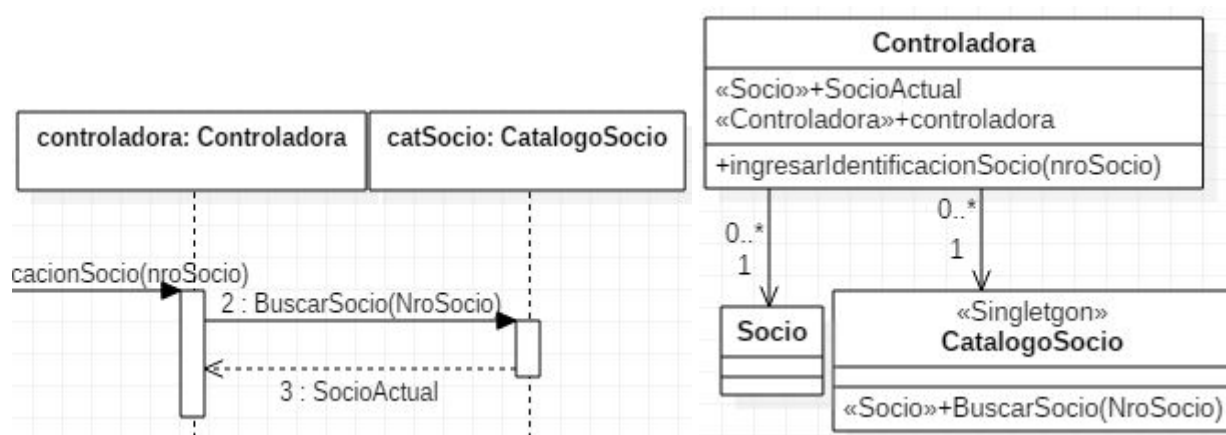 controladora: Controladora
catSocio: CatalogoSocio
cacionSocio(nroSocio)
2 : BuscarSocio(NroSocio)
3 : SocioActual
Controladora
«Socio»+SocioActual
«Controladora»+controladora
+ingresarIdentificacionSocio(nroSocio)
0..*
1
0..*
1
Socio
«Singletgon»
CatalogoSocio
«Socio»+BuscarSocio(NroSocio)